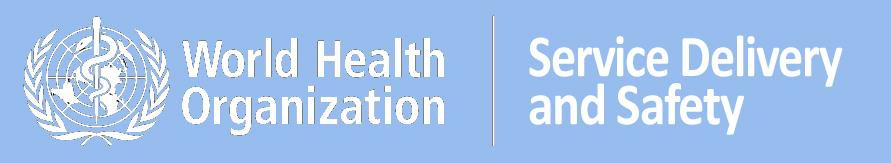 World Health
Organization
Service Delivery
and Safety